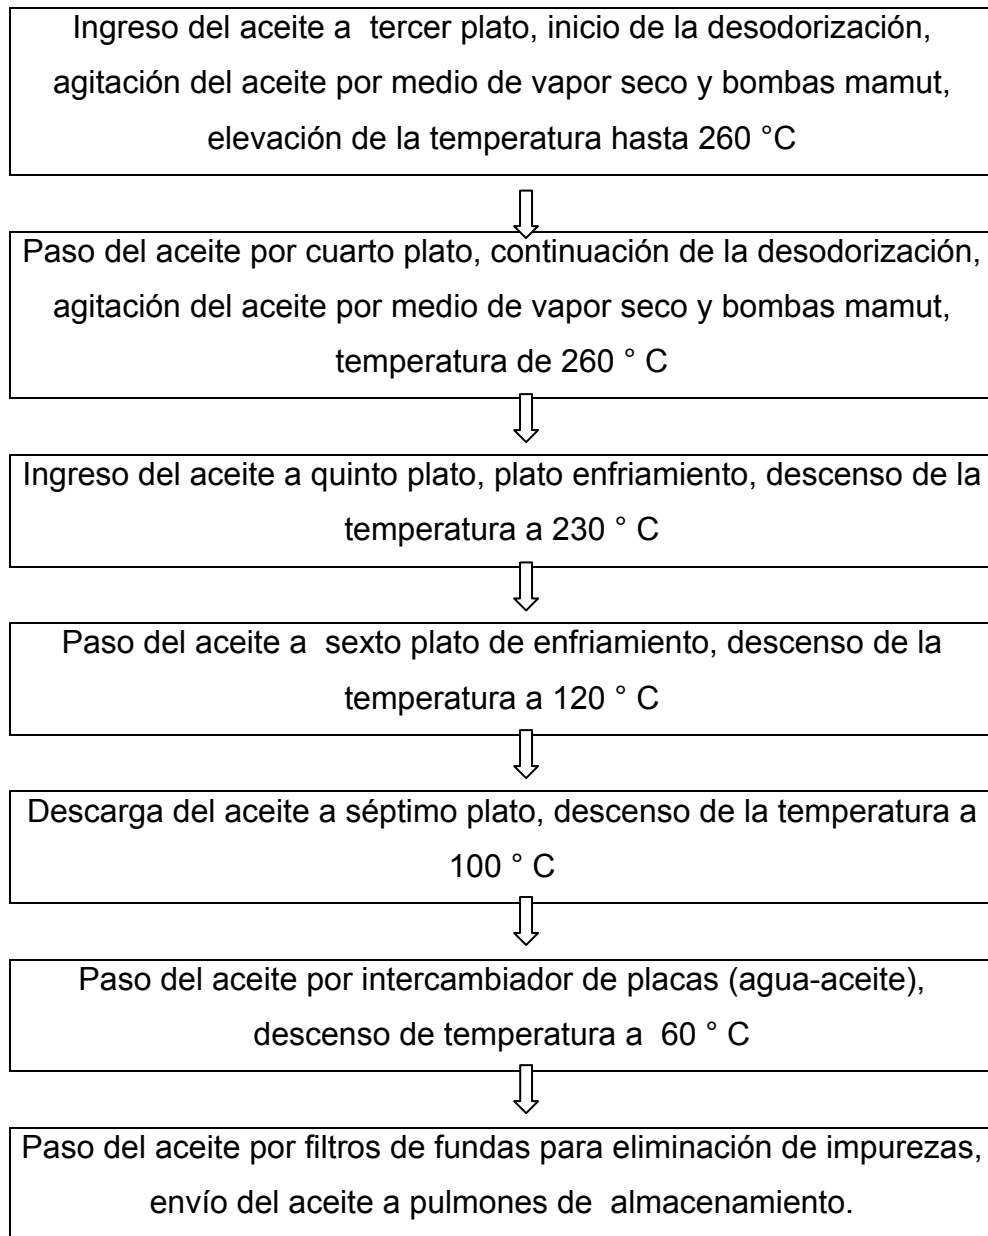 Ingreso del aceite a  tercer plato, inicio de la desodorización,
agitación del aceite por medio de vapor seco y bombas mamut,
elevación de la temperatura hasta 260 °C
Paso del aceite por cuarto plato, continuación de la desodorización,
agitación del aceite por medio de vapor seco y bombas mamut,
temperatura de 260 ° C
Ingreso del aceite a quinto plato, plato enfriamiento, descenso de la
temperatura a 230 ° C
Paso del aceite a  sexto plato de enfriamiento, descenso de la
temperatura a 120 ° C
Descarga del aceite a séptimo plato, descenso de la temperatura a
100 ° C
Paso del aceite por intercambiador de placas (agua-aceite),
descenso de temperatura a  60 ° C
Paso del aceite por filtros de fundas para eliminación de impurezas,
envío del aceite a pulmones de  almacenamiento.